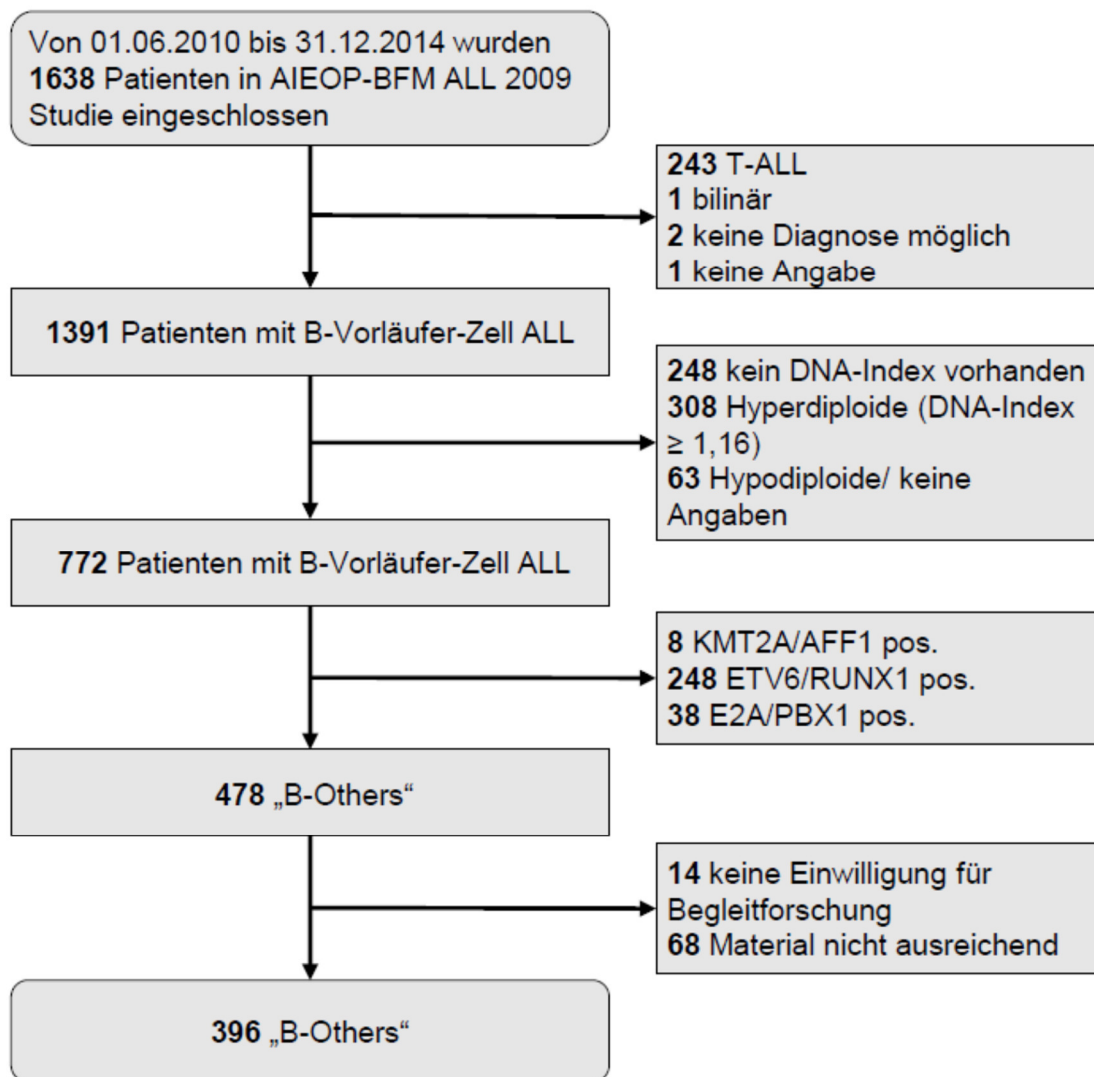 Von 01.06.2010 bis 31.12.2014 wurden
1638 Patienten in AIEOP-BFM ALL 2009
Studie eingeschlossen
243 T-ALL
1 bilinär
2 keine Diagnose möglich
1 keine Angabe
1391 Patienten mit B-Vorläufer-Zell ALL
248 kein DNA-Index vorhanden
308 Hyperdiploide (DNA-Index
≥ 1,16)
63 Hypodiploide/ keine
Angaben
772 Patienten mit B-Vorläufer-Zell ALL
8 KMT2A/AFF1 pos.
248 ETV6/RUNX1 pos.
38 E2A/PBX1 pos.
478 „B-Others“
14 keine Einwilligung für
Begleitforschung
68 Material nicht ausreichend
396 „B-Others“